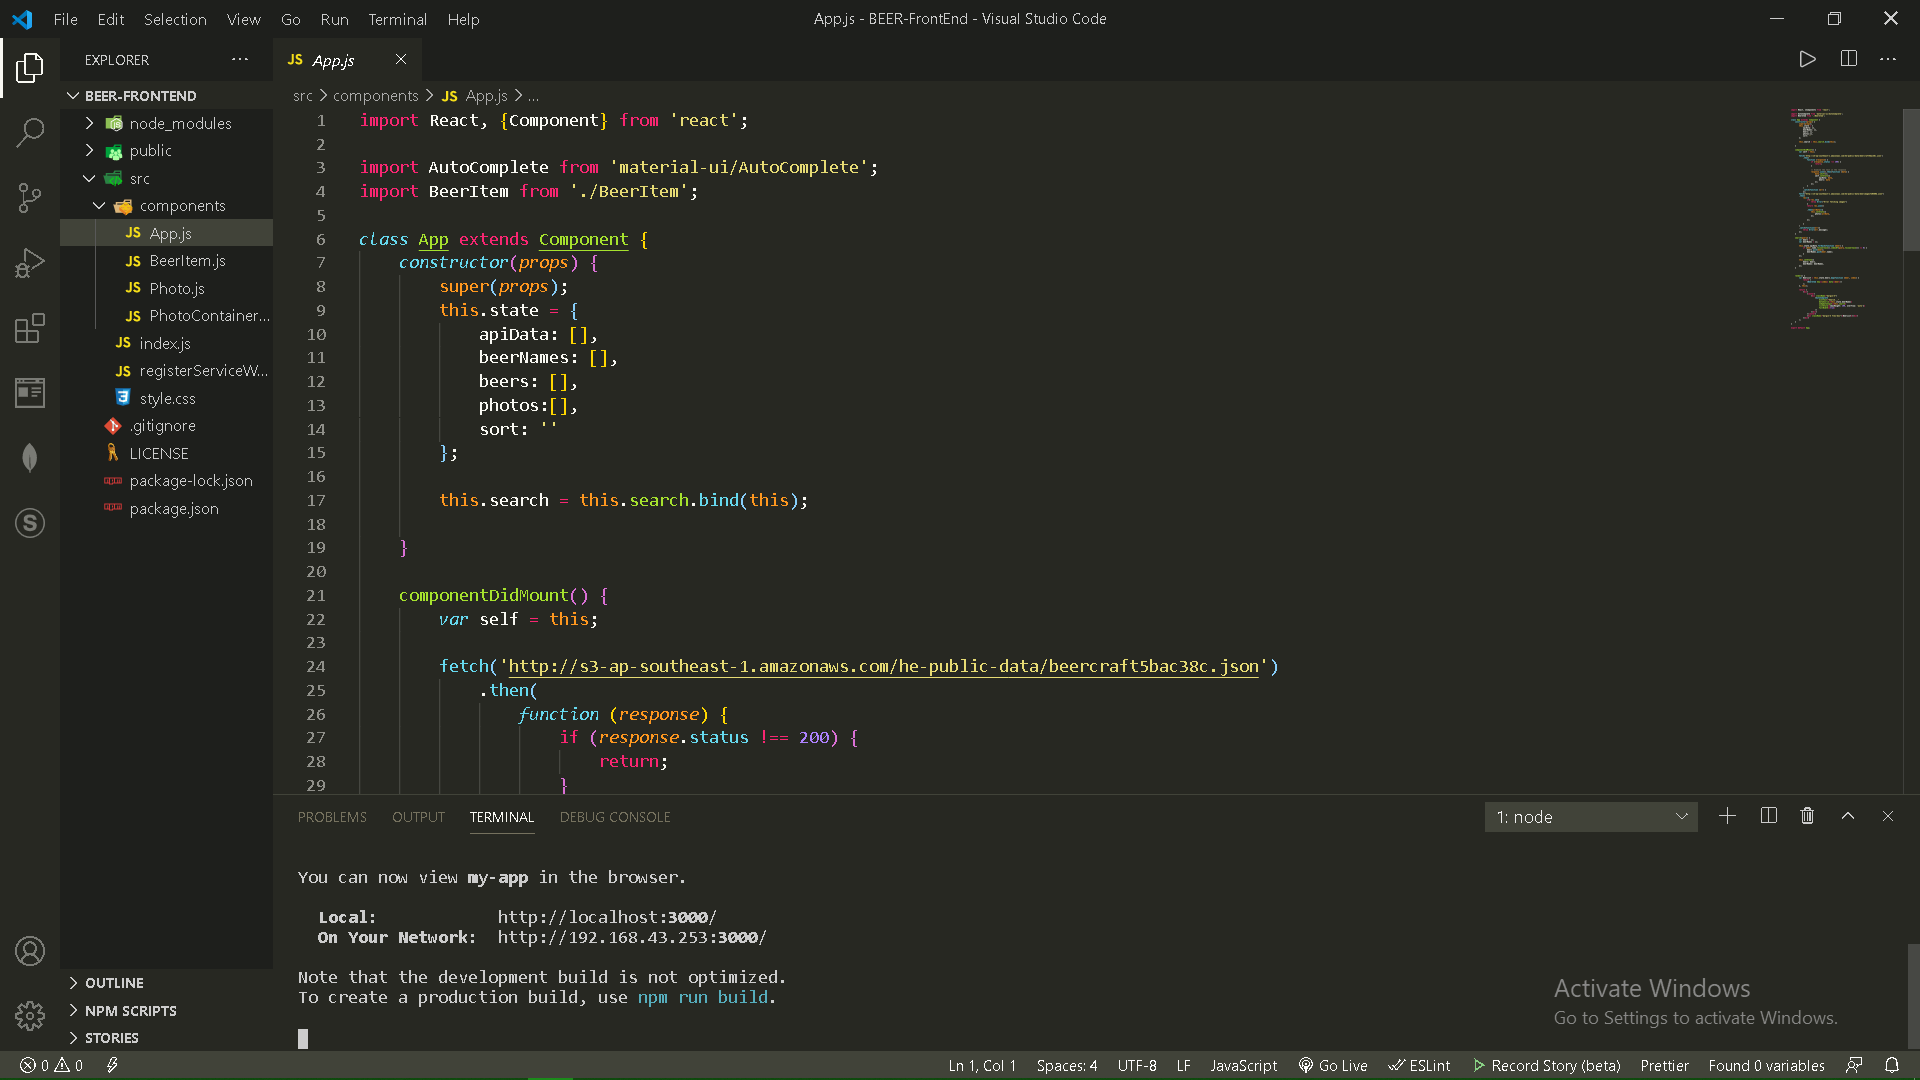 File Edit Selection View Go Run Terminal Help
App.js - BEER-FrontEnd - Visual Studio Code
EXPLORER
BEER-FRONTEND
node_modules
public
src
components
JS App.js
JS BeerItem.js
JS Photo.js
JS PhotoContainer...
JS index.js
JS registerServiceW...
style.css
.gitignore
LICENSE
package-lock.json
package.json
OUTLINE
NPM SCRIPTS
STORIES
JS App.js
src > components > JS App.js > ...
1 import React, {Component} from 'react';
2
3 import AutoComplete from 'material-ui/AutoComplete';
4 import BeerItem from './BeerItem';
5
6 class App extends Component {
7 constructor(props) {
8 super(props);
9 this.state = {
10 apiData: [],
11 beerNames: [],
12 beers: [],
13 photos:[],
14 sort: ''
15 };
16
17 this.search = this.search.bind(this);
18
19 }
20
21 componentDidMount() {
22 var self = this;
23
24 fetch('http://s3-ap-southeast-1.amazonaws.com/he-public-data/beercraft5bac38c.json')
25 .then(
26 function (response) {
27 if (response.status !== 200) {
28 return;
29 }
PROBLEMS OUTPUT TERMINAL DEBUG CONSOLE
1: node
You can now view my-app in the browser.
Local: http://localhost:3000/
On Your Network: http://192.168.43.253:3000/
Note that the development build is not optimized.
To create a production build, use npm run build.
Activate Windows
Go to Settings to activate Windows.
0 0 Ln 1, Col 1 Spaces: 4 UTF-8 LF JavaScript Go Live ESLint Record Story (beta) Prettier Found 0 variables